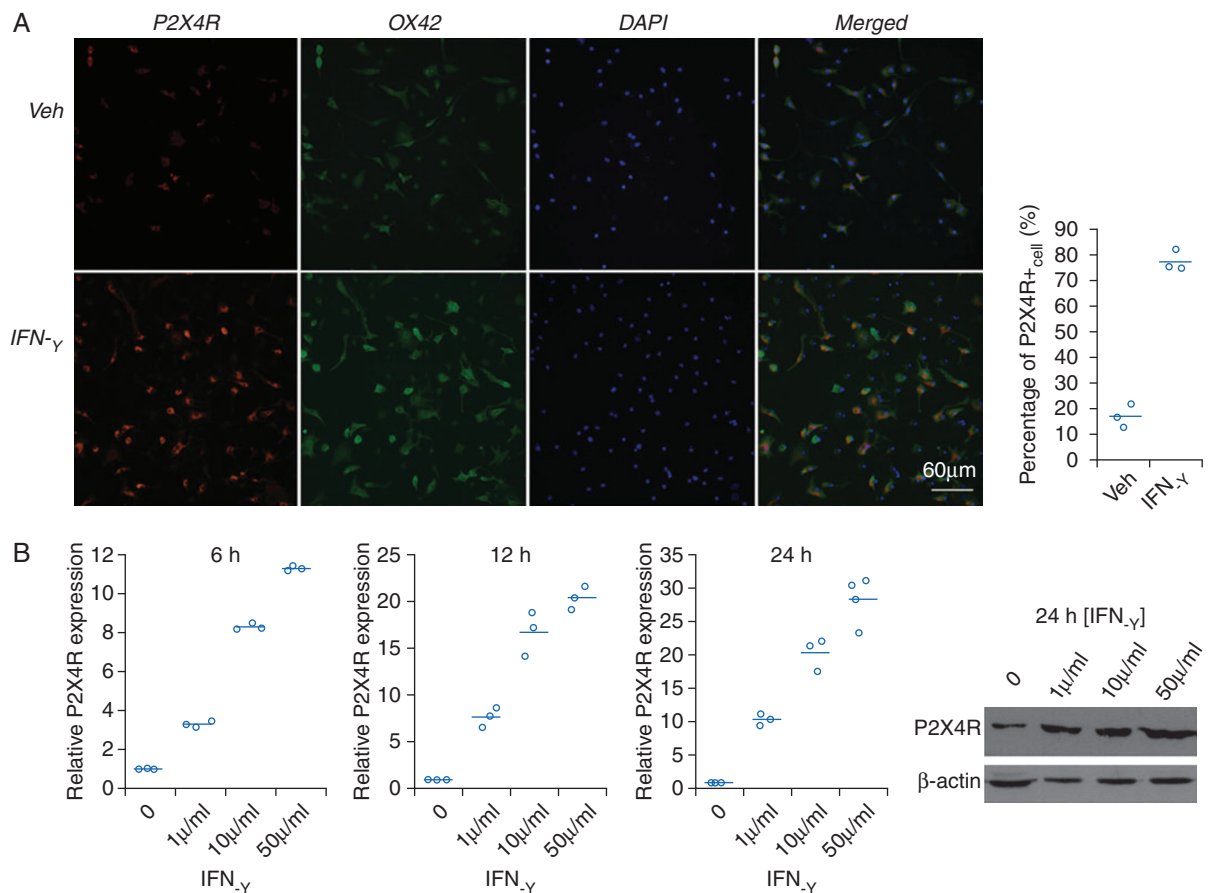 A
P2X4R
OX42
DAPI
Merged
Veh
IFN-γ
60μm
Percentage of P2X4R+cell (%)
90
80
70
60
50
40
30
20
10
0
Veh
IFN-γ
B
6 h
Relative P2X4R expression
12
10
8
6
4
2
0
0
1μ/ml
10μ/ml
50μ/ml
IFN-γ
12 h
Relative P2X4R expression
25
20
15
10
5
0
0
1μ/ml
10μ/ml
50μ/ml
IFN-γ
24 h
Relative P2X4R expression
35
30
25
20
15
10
5
0
0
1μ/ml
10μ/ml
50μ/ml
IFN-γ
24 h [IFN-γ]
0
1μ/ml
10μ/ml
50μ/ml
P2X4R
β-actin